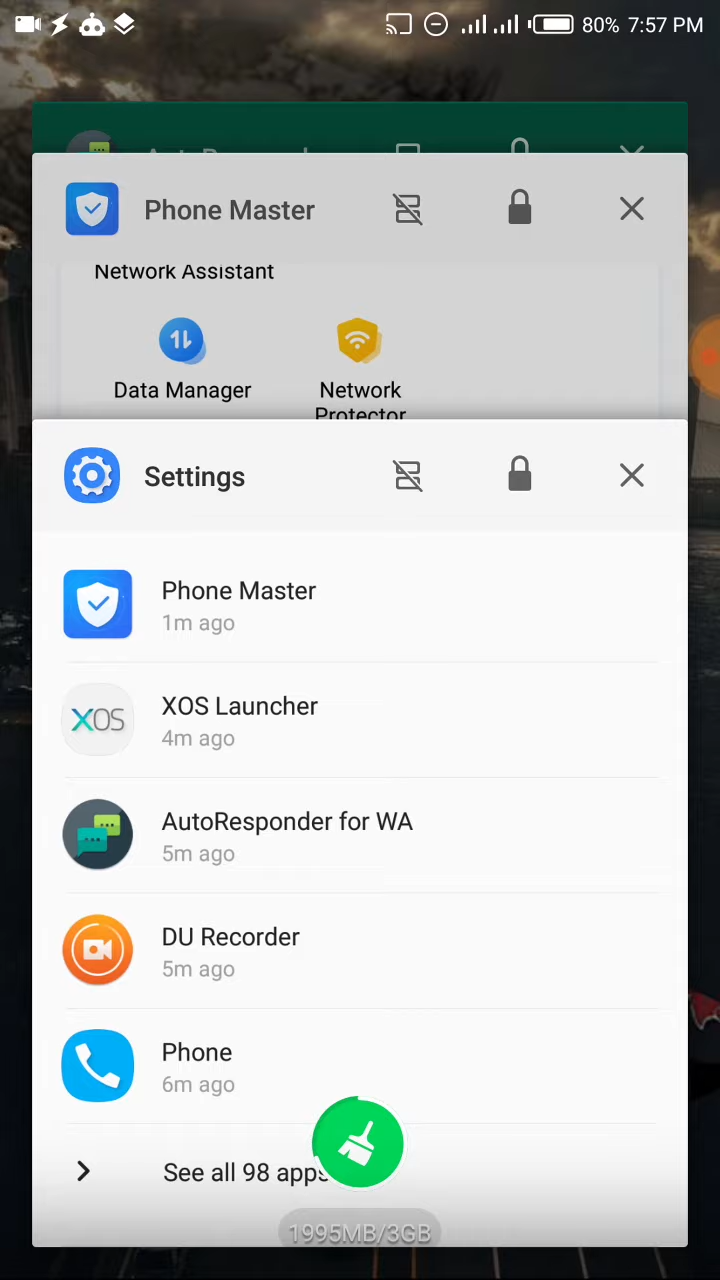 80% 7:57 PM
Phone Master
Network Assistant
Data Manager
Network
Protector
Settings
Phone Master
1m ago
XOS
XOS Launcher
4m ago
AutoResponder for WA
5m ago
DU Recorder
5m ago
Phone
6m ago
See all 98 apps
1995MB/3GB